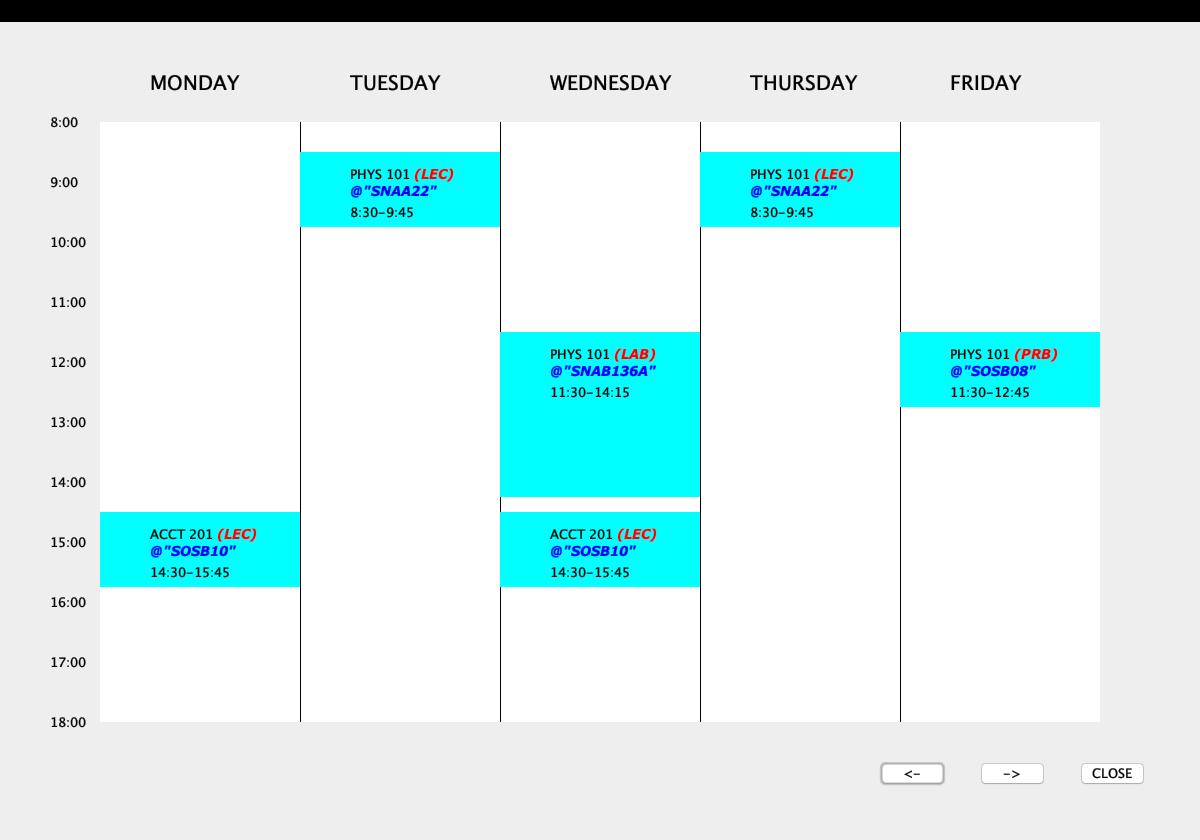 MONDAY TUESDAY WEDNESDAY THURSDAY FRIDAY
8:00
9:00
10:00
11:00
12:00
13:00
14:00
15:00
16:00
17:00
18:00
ACCT 201 (LEC)
@"SOSB10"
14:30-15:45
PHYS 101 (LEC)
@"SNAA22"
8:30-9:45
PHYS 101 (LAB)
@"SNAB136A"
11:30-14:15
ACCT 201 (LEC)
@"SOSB10"
14:30-15:45
PHYS 101 (LEC)
@"SNAA22"
8:30-9:45
PHYS 101 (PRB)
@"SOSB08"
11:30-12:45
<- -> CLOSE